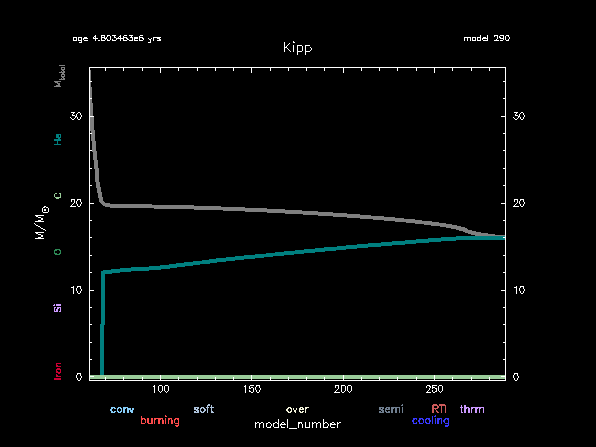 age 4.803463e6 yrs
model 290
Kipp
M_total
He
C
O
Si
Iron
M/M☉
30
20
10
0
30
20
10
0
100 150 200 250
conv soft over semi RTI thrm
burning cooling
model_number